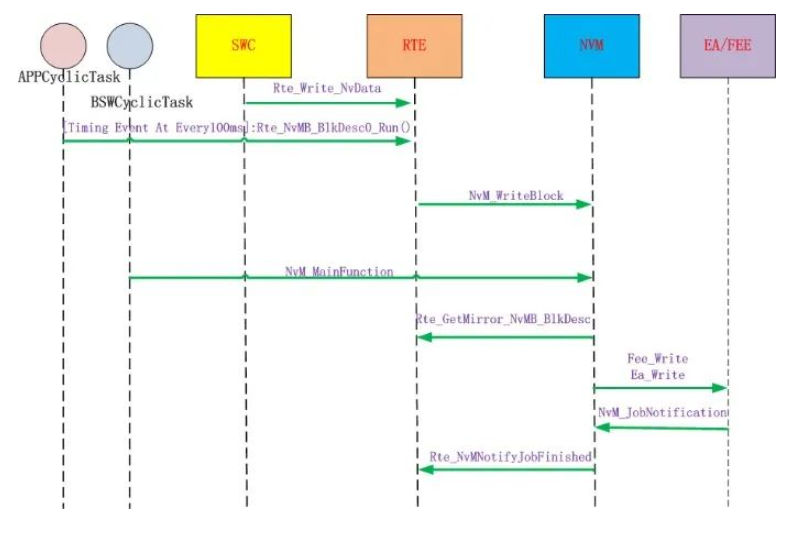 SWC
RTE
NVM
EA/FEE
APPCyclicTask
BSWCyclicTask
Rte_Write_NvData
[Timing Event At Every100ms]:Rte_NvMB_BlkDesc0_Run()
NvM_WriteBlock
NvM_MainFunction
Rte_GetMirror_NvMB_BlkDesc
Fee_Write
Ea_Write
NvM_JobNotification
Rte_NvMNotifyJobFinished